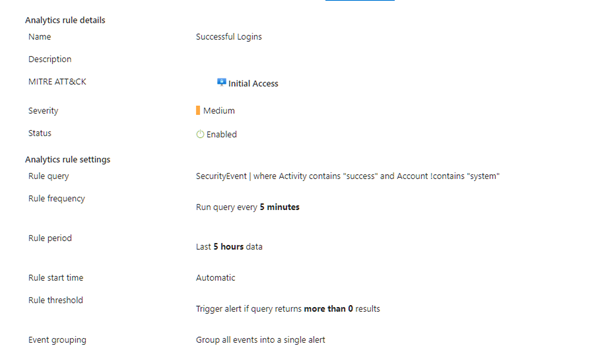 Analytics rule details
Name Successful Logins
Description
MITRE ATT&CK Initial Access
Severity Medium
Status Enabled
Analytics rule settings
Rule query SecurityEvent | where Activity contains "success" and Account !contains "system"
Rule frequency
Run query every 5 minutes
Rule period
Last 5 hours data
Rule start time Automatic
Rule threshold
Trigger alert if query returns more than 0 results
Event grouping Group all events into a single alert